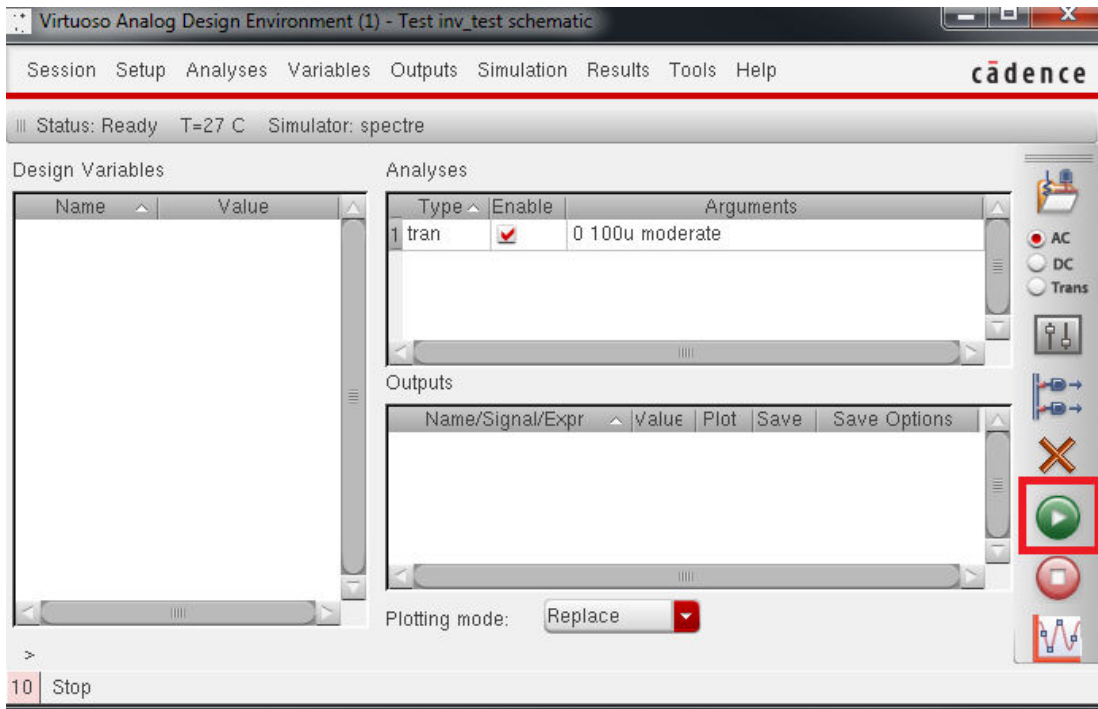 Virtuoso Analog Design Environment (1) - Test inv_test schematic
Session Setup Analyses Variables Outputs Simulation Results Tools Help
cādence
Status: Ready T=27 C Simulator: spectre
Design Variables
Name Value
Analyses
Type Enable Arguments
1 tran 0 100u moderate
AC
DC
Trans
Outputs
Name/Signal/Expr Value Plot Save Save Options
Plotting mode: Replace
>
10 Stop